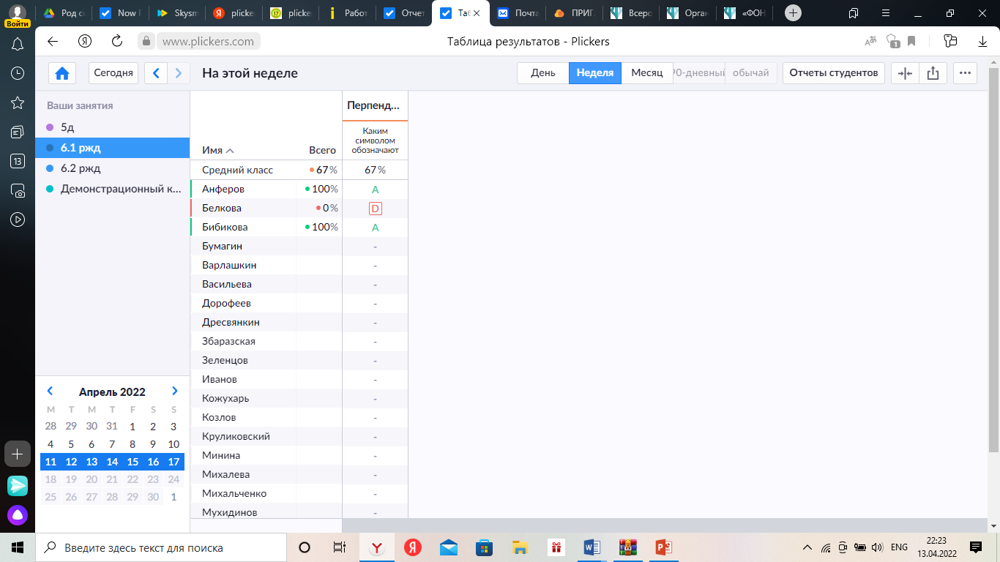 Войти
Род со
Now P
Skysm
plicke
plicke
Работ
Отчет
Таб
Почта
ПРИГ
Всеро
Орган
«ФОН
www.plickers.com
Таблица результатов - Plickers
1
Сегодня
На этой неделе
День
Неделя
Месяц
90-дневный
обычай
Отчеты студентов
Ваши занятия
5д
6.1 ржд
6.2 ржд
Демонстрационный к...
13
Перпенд...
Каким
символом
обозначают
Имя Всего
Средний класс 67% 67%
Анферов 100% A
Белкова 0% D
Бибикова 100% A
Бумагин -
Варлашкин -
Васильева -
Дорофеев -
Дресвянкин -
Збаразская -
Зеленцов -
Иванов -
Кожухарь -
Козлов -
Круликовский -
Минина -
Михалева -
Михальченко -
Мухидинов -
Апрель 2022
M T M T F S S
28 29 30 31 1 2 3
4 5 6 7 8 9 10
11 12 13 14 15 16 17
18 19 20 21 22 23 24
25 26 27 28 29 30 1
Введите здесь текст для поиска
ENG
22:23
13.04.2022